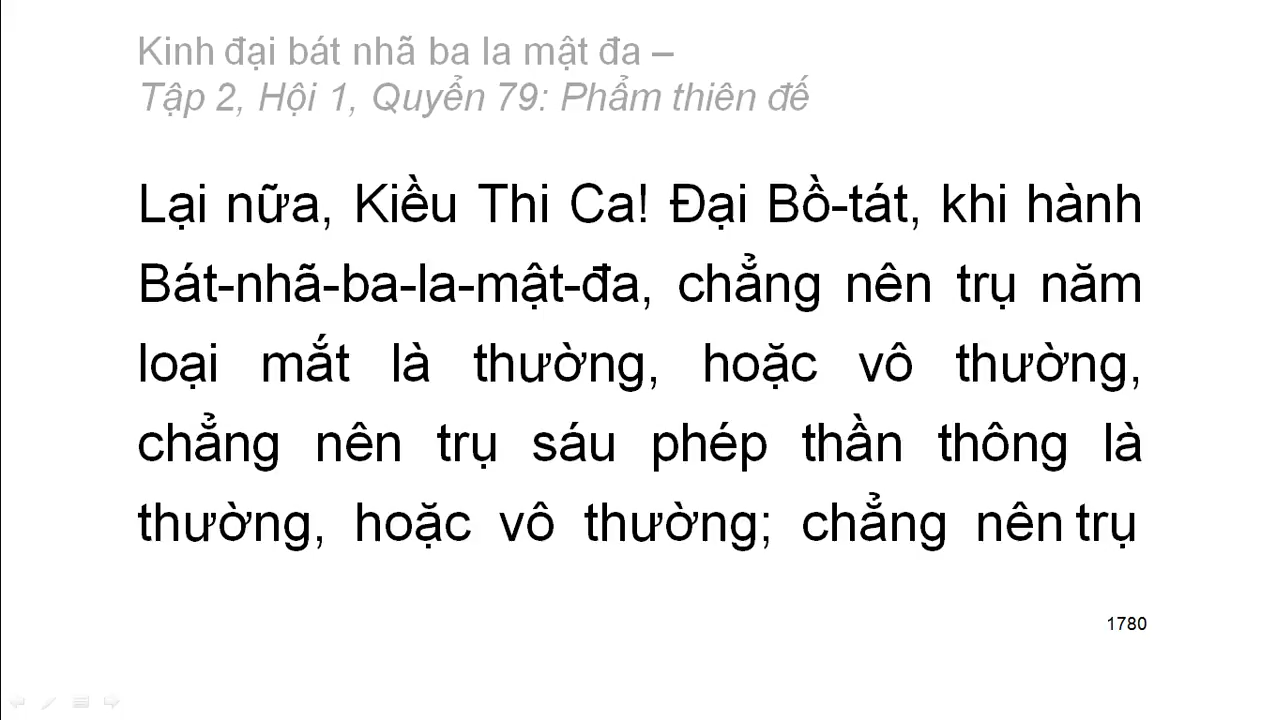 Kinh đại bát nhã ba la mật đa –
Tập 2, Hội 1, Quyển 79: Phẩm thiên đế
Lại nữa, Kiều Thi Ca! Đại Bồ-tát, khi hành
Bát-nhã-ba-la-mật-đa, chẳng nên trụ năm
loại mắt là thường, hoặc vô thường,
chẳng nên trụ sáu phép thần thông là
thường, hoặc vô thường; chẳng nên trụ
1780